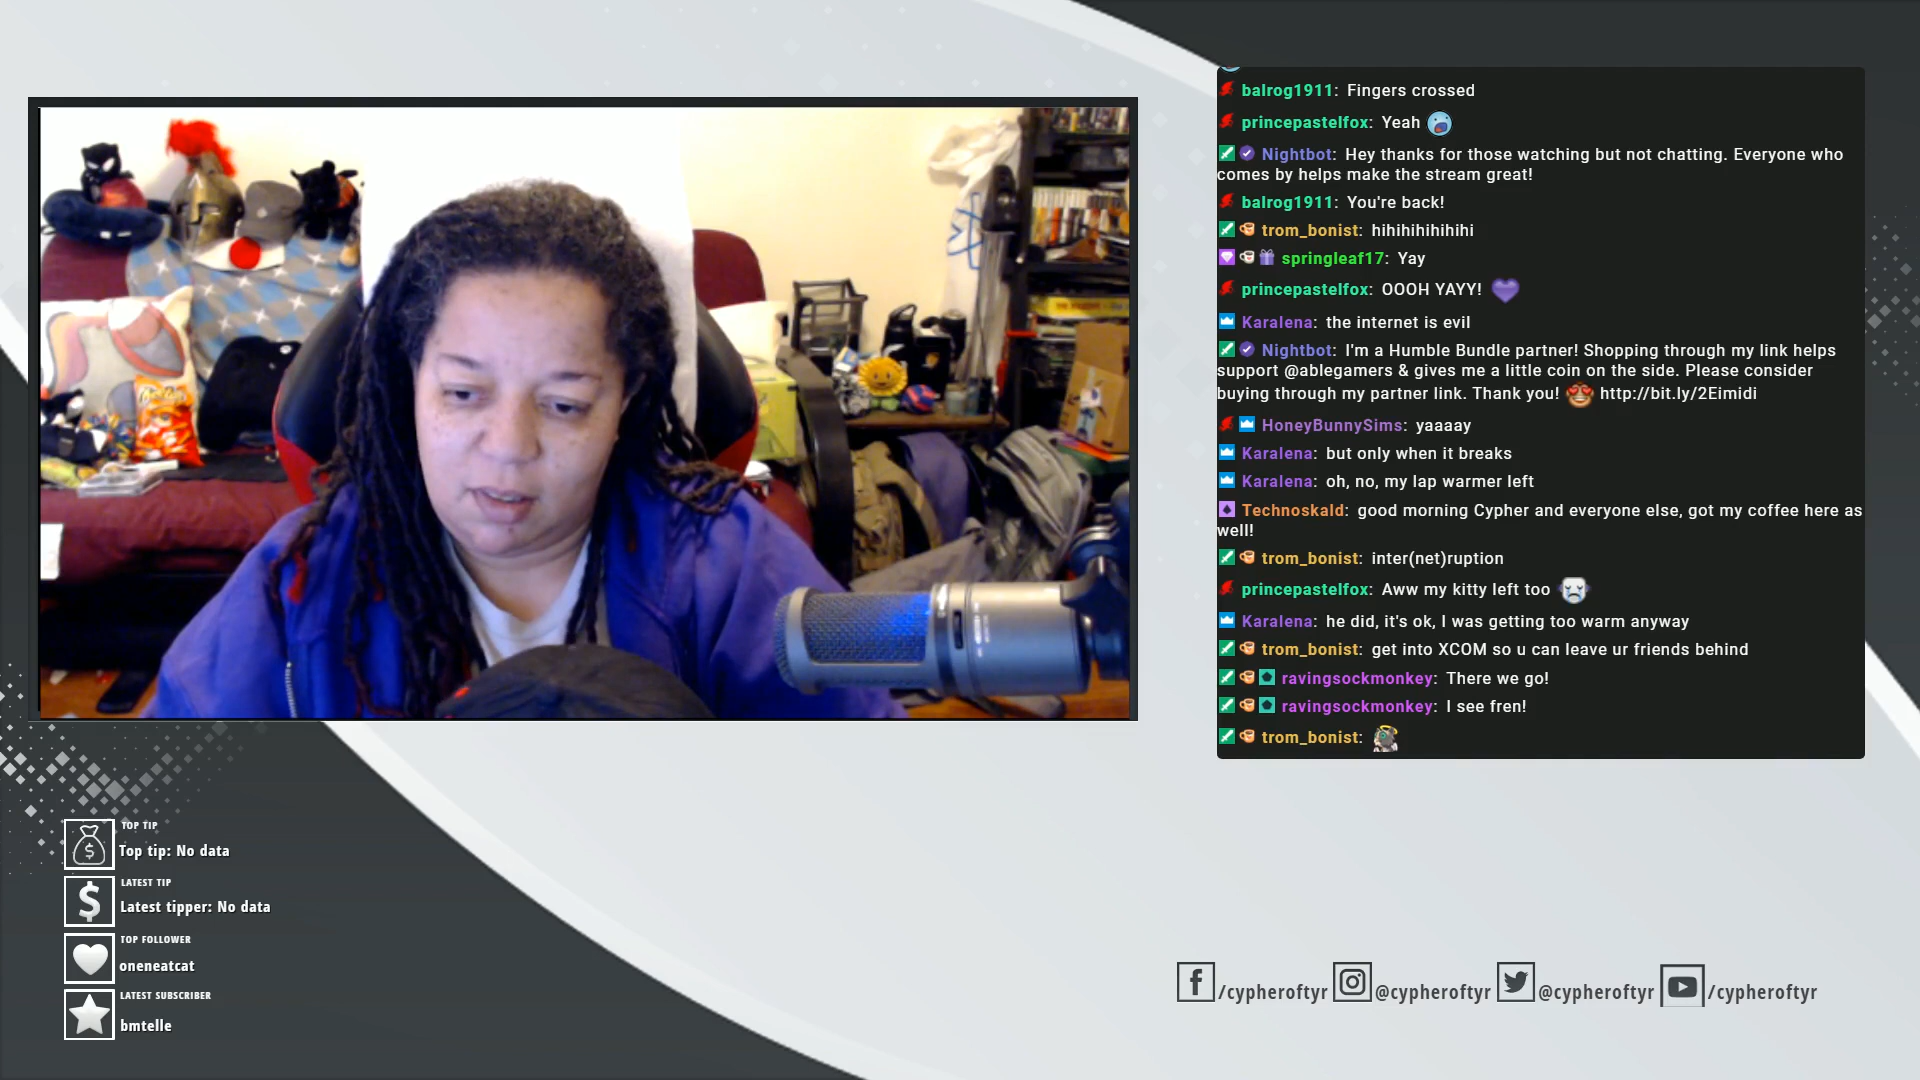 balrog1911: Fingers crossed
princepastelfox: Yeah
Nightbot: Hey thanks for those watching but not chatting. Everyone who
comes by helps make the stream great!
balrog1911: You're back!
trom_bonist: hihihihihihihi
springleaf17: Yay
princepastelfox: OOOH YAYY!
Karalena: the internet is evil
Nightbot: I'm a Humble Bundle partner! Shopping through my link helps
support @ablegamers & gives me a little coin on the side. Please consider
buying through my partner link. Thank you! http://bit.ly/2Eimidi
HoneyBunnySims: yaaaay
Karalena: but only when it breaks
Karalena: oh, no, my lap warmer left
Technoskald: good morning Cypher and everyone else, got my coffee here as
well!
trom_bonist: inter(net)ruption
princepastelfox: Aww my kitty left too
Karalena: he did, it's ok, I was getting too warm anyway
trom_bonist: get into XCOM so u can leave ur friends behind
ravingsockmonkey: There we go!
ravingsockmonkey: I see fren!
trom_bonist:
TOP TIP
Top tip: No data
LATEST TIP
Latest tipper: No data
TOP FOLLOWER
oneneatcat
LATEST SUBSCRIBER
bmtelle
/cypheroftyr @cypheroftyr @cypheroftyr /cypheroftyr